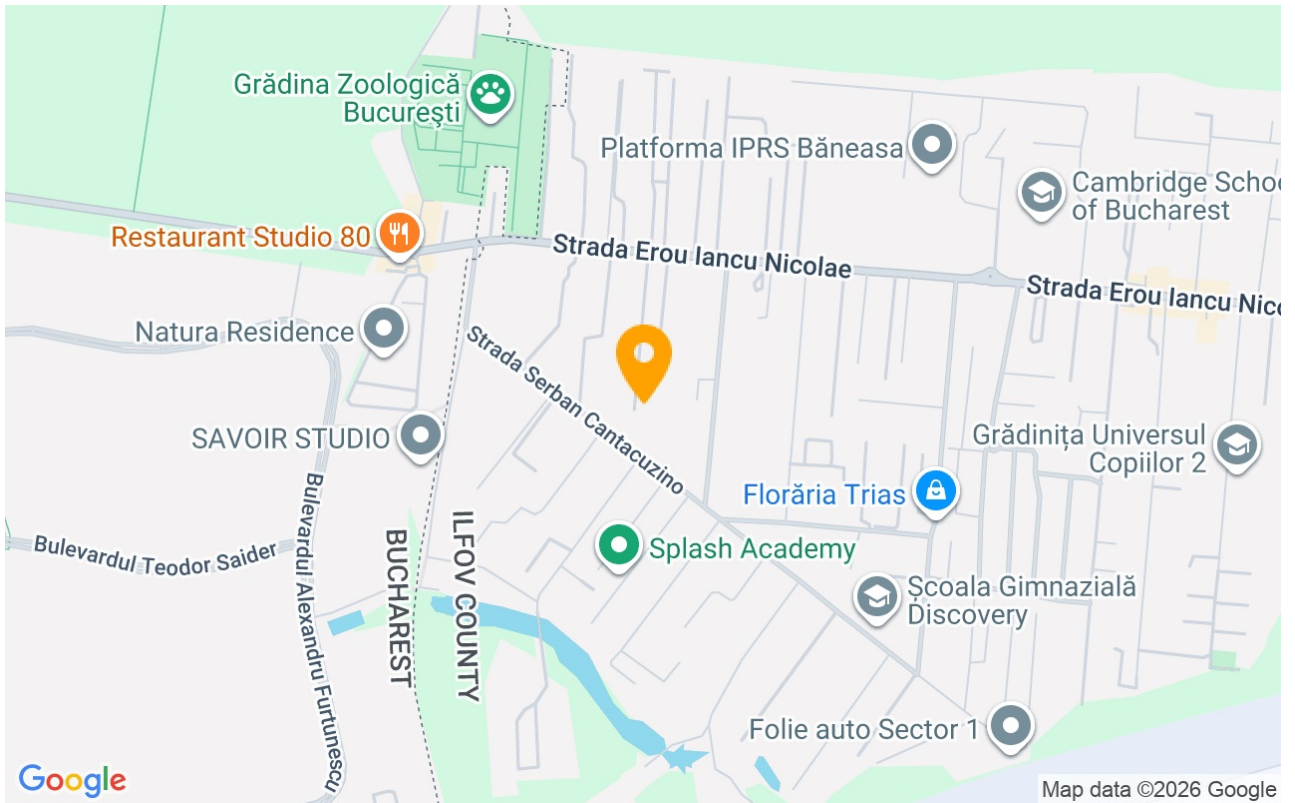 Grădina Zoologică
Bucureşti
Platforma IPRS Băneasa
Cambridge Schoo
of Bucharest
Restaurant Studio 80
Strada Erou Iancu Nicolae
Strada Erou Iancu Nico
Natura Residence
Strada Serban Cantacuzino
SAVOIR STUDIO
Grădinița Universul
Copiilor 2
Florăria Trias
Bulevardul Teodor Saider
Bulevardul Alexandru Furtunescu
BUCHAREST
ILFOV COUNTY
Splash Academy
Școala Gimnazială
Discovery
Folie auto Sector 1
Google
Map data ©2026 Google